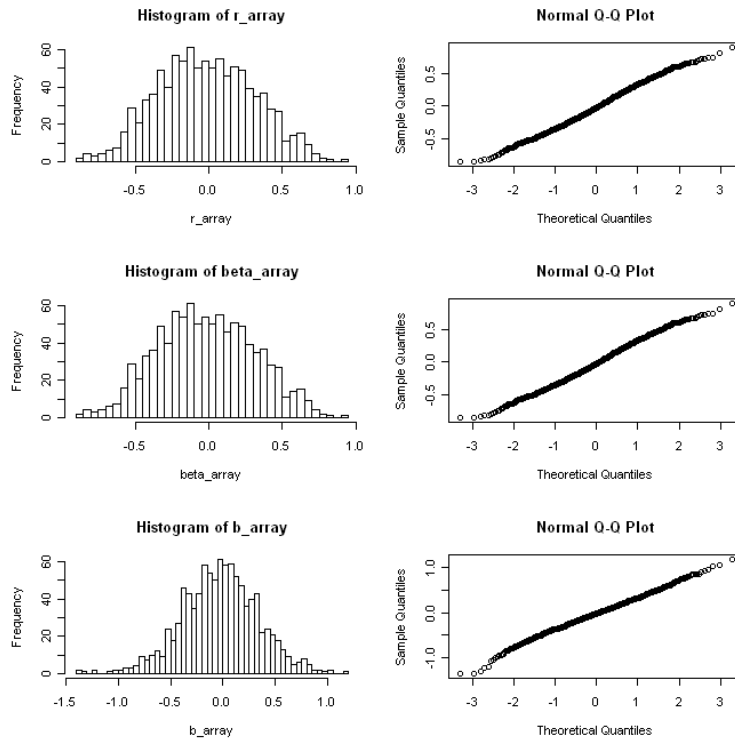 Histogram of r_array
Frequency
0 20 40 60
-0.5 0.0 0.5 1.0
r_array
Normal Q-Q Plot
Sample Quantiles
-0.5 0.0 0.5
-3 -2 -1 0 1 2 3
Theoretical Quantiles
Histogram of beta_array
Frequency
0 20 40 60
-0.5 0.0 0.5 1.0
beta_array
Normal Q-Q Plot
Sample Quantiles
-0.5 0.0 0.5
-3 -2 -1 0 1 2 3
Theoretical Quantiles
Histogram of b_array
Frequency
0 20 40 60
-1.5 -1.0 -0.5 0.0 0.5 1.0
b_array
Normal Q-Q Plot
Sample Quantiles
-1.0 0.0 1.0
-3 -2 -1 0 1 2 3
Theoretical Quantiles